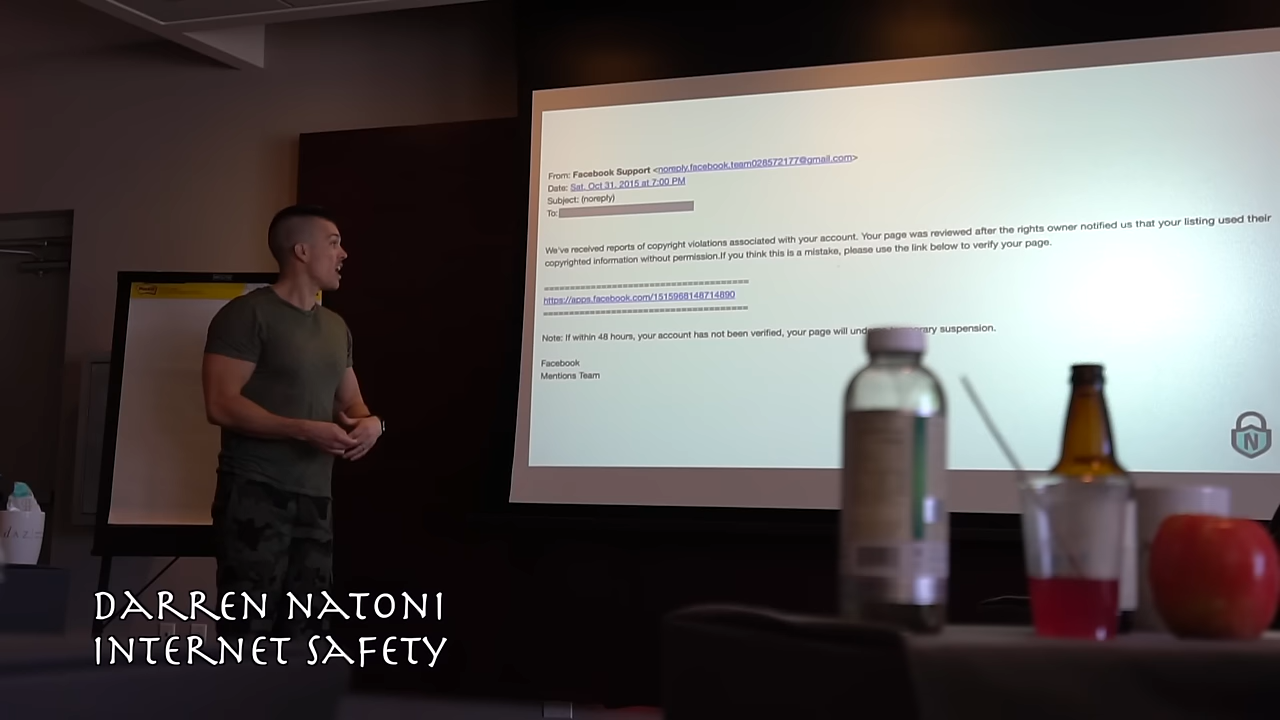 From: Facebook Support <noreply.facebook.team028572177@gmail.com>
Date: Sat, Oct 31, 2015 at 7:00 PM
Subject: (noreply)
To:
We've received reports of copyright violations associated with your account. Your page was reviewed after the rights owner notified us that your listing used their
copyrighted information without permission.If you think this is a mistake, please use the link below to verify your page.
================================
https://apps.facebook.com/1515968148714890
================================
Note: If within 48 hours, your account has not been verified, your page will suspension.
Facebook
Mentions Team
N
DARREN NATONI
INTERNET SAFETY